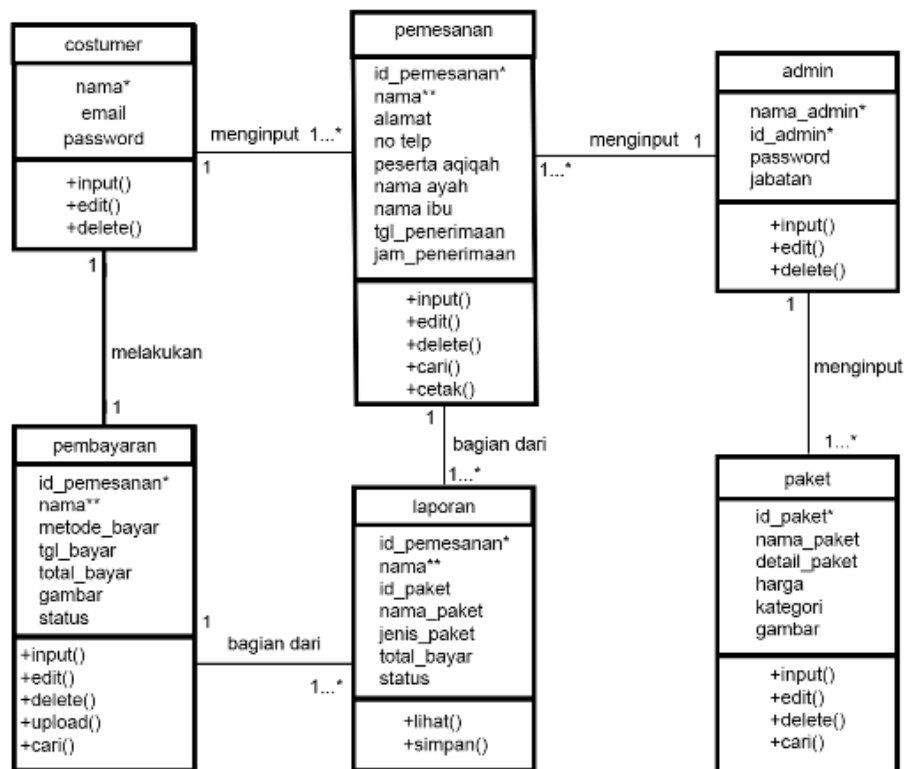 costumer
nama*
email
password
+input()
+edit()
+delete()
menginput 1...*
1
pemesanan
id_pemesanan*
nama**
alamat
no telp
peserta aqiqah
nama ayah
nama ibu
tgl_penerimaan
jam_penerimaan
+input()
+edit()
+delete()
+cari()
+cetak()
menginput 1
1...*
admin
nama_admin*
id_admin*
password
jabatan
+input()
+edit()
+delete()
1
melakukan
1
1
bagian dari
1...*
1
menginput
1...*
pembayaran
id_pemesanan*
nama**
metode_bayar
tgl_bayar
total_bayar
gambar
status
+input()
+edit()
+delete()
+upload()
+cari()
1
bagian dari
1...*
laporan
id_pemesanan*
nama**
id_paket
nama_paket
jenis_paket
total_bayar
status
+lihat()
+simpan()
paket
id_paket*
nama_paket
detail_paket
harga
kategori
gambar
+input()
+edit()
+delete()
+cari()